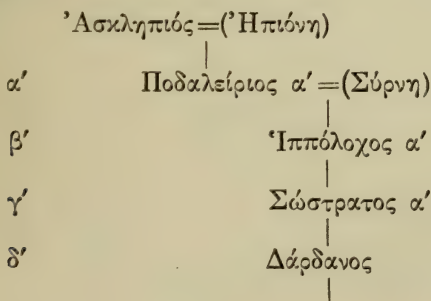 Ἀσκληπιός=(Ἠπιόνη)
α′ Ποδαλείριος α′=(Σύρνη)
β′ Ἱππόλοχος α′
γ′ Σώστρατος α′
δ′ Δάρδανος